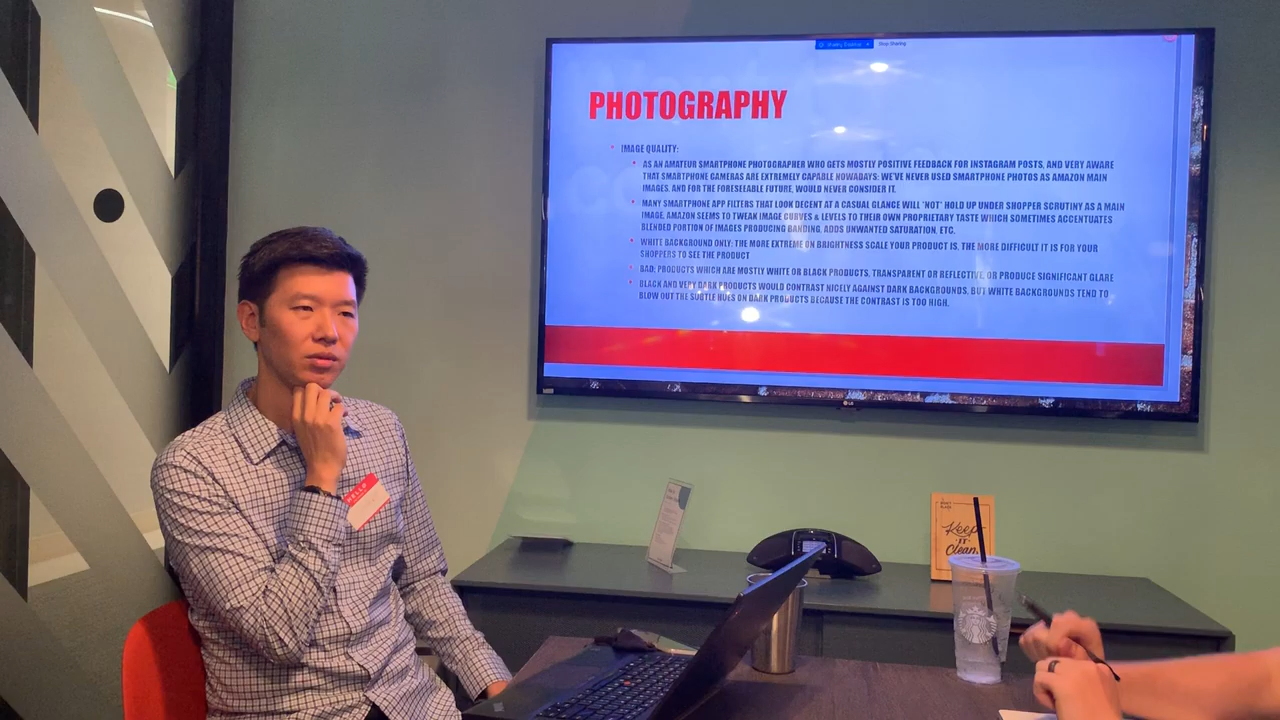 Stop Sharing
PHOTOGRAPHY
IMAGE QUALITY:
AS AN AMATEUR SMARTPHONE PHOTOGRAPHER WHO GETS MOSTLY POSITIVE FEEDBACK FOR INSTAGRAM POSTS, AND VERY AWARE
THAT SMARTPHONE CAMERAS ARE EXTREMELY CAPABLE NOWADAYS: WE'VE NEVER USED SMARTPHONE PHOTOS AS AMAZON MAIN
IMAGES. AND FOR THE FORESEEABLE FUTURE, WOULD NEVER CONSIDER IT.
MANY SMARTPHONE APP FILTERS THAT LOOK DECENT AT A CASUAL GLANCE WILL 'NOT' HOLD UP UNDER SHOPPER SCRUTINY AS A MAIN
IMAGE. AMAZON SEEMS TO TWEAK IMAGE CURVES & LEVELS TO THEIR OWN PROPRIETARY TASTE WHICH SOMETIMES ACCENTUATES
BLENDED PORTION OF IMAGES PRODUCING BANDING, ADDS UNWANTED SATURATION, ETC.
WHITE BACKGROUND ONLY: THE MORE EXTREME ON BRIGHTNESS SCALE YOUR PRODUCT IS, THE MORE DIFFICULT IT IS FOR YOUR
SHOPPERS TO SEE THE PRODUCT
BAD: PRODUCTS WHICH ARE MOSTLY WHITE OR BLACK PRODUCTS, TRANSPARENT OR REFLECTIVE, OR PRODUCE SIGNIFICANT GLARE
BLACK AND VERY DARK PRODUCTS WOULD CONTRAST NICELY AGAINST DARK BACKGROUNDS. BUT WHITE BACKGROUNDS TEND TO
BLOW OUT THE SUBTLE HUES ON DARK PRODUCTS BECAUSE THE CONTRAST IS TOO HIGH.
LG
HELLO
Keep
IT
Clean